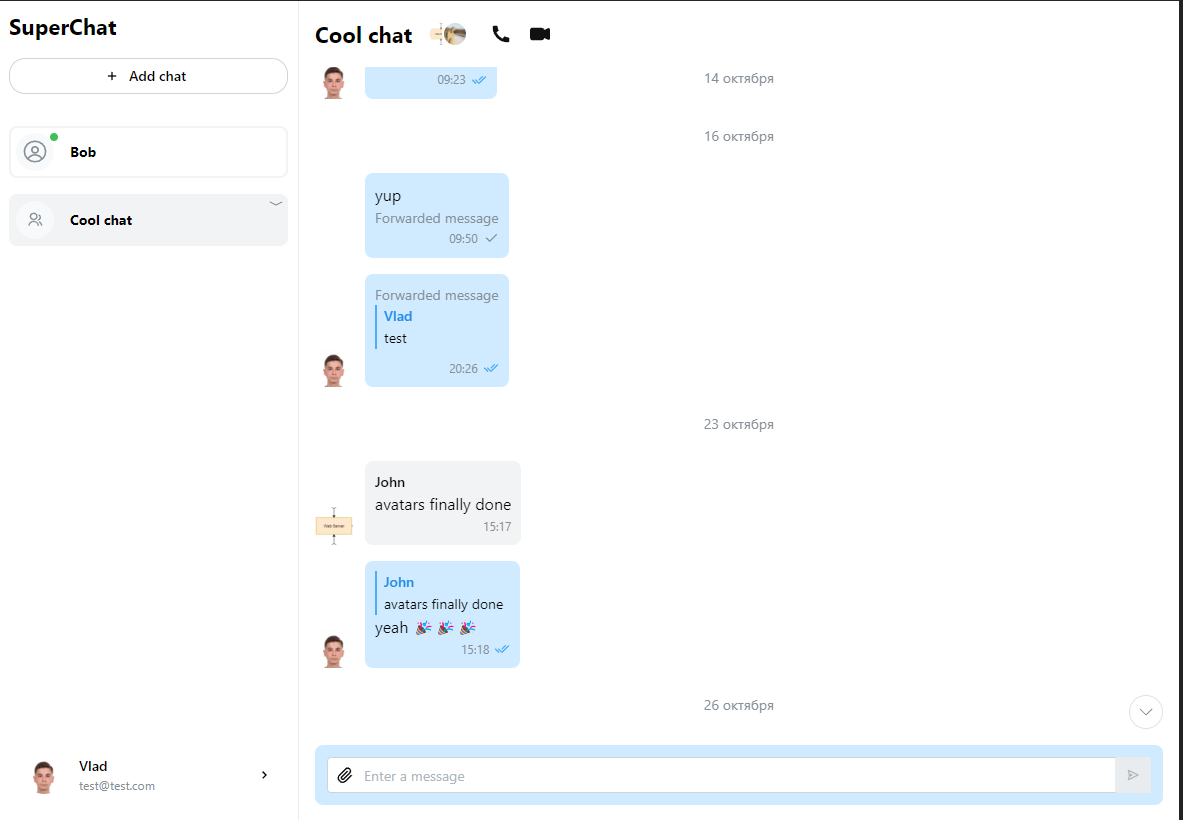 SuperChat
+ Add chat
Bob
Cool chat
Vlad
test@test.com
Cool chat
09:23
14 октября
16 октября
yup
Forwarded message
09:50
Forwarded message
Vlad
test
20:26
23 октября
John
avatars finally done
15:17
Web Server
John
avatars finally done
yeah 🎉 🎉 🎉
15:18
26 октября
Enter a message